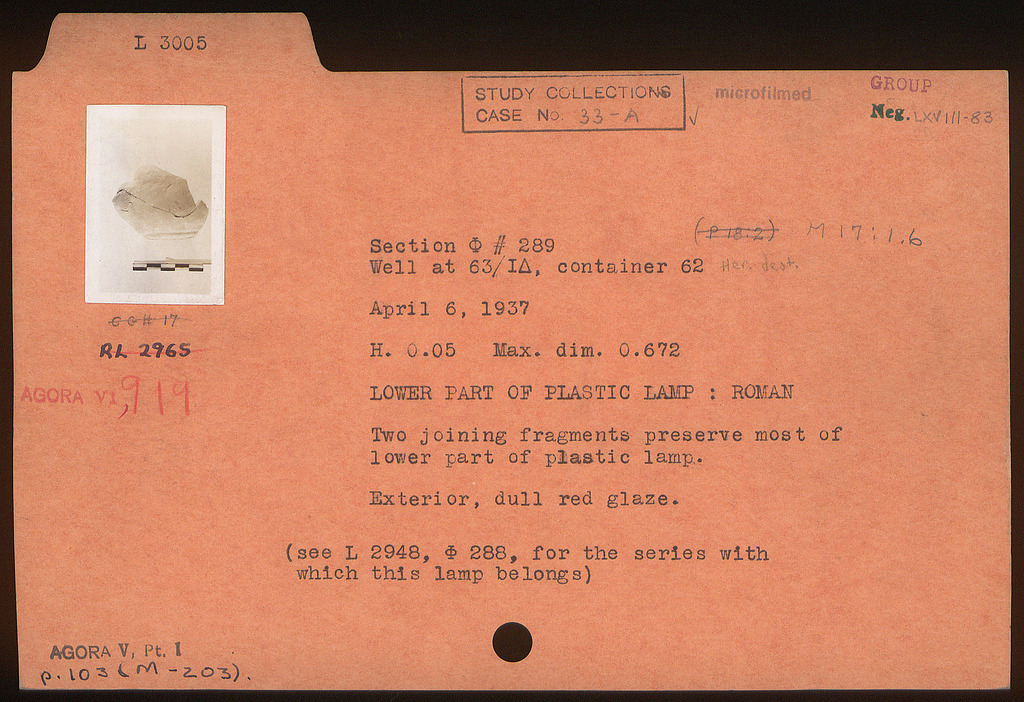 L 3005
STUDY COLLECTIONS
CASE No. 33-A
microfilmed
GROUP
Neg. LXVIII-83
(P 18:2) M 17:1.6
Section Φ # 289
Well at 63/ΙΔ, container 62 Her. dest.
April 6, 1937
H. 0.05 Max. dim. 0.672
LOWER PART OF PLASTIC LAMP : ROMAN
Two joining fragments preserve most of
lower part of plastic lamp.
Exterior, dull red glaze.
(see L 2948, Φ 288, for the series with
which this lamp belongs)
17
RL 2965
AGORA VI, 919
AGORA V, Pt. I
p. 103 (M-203).